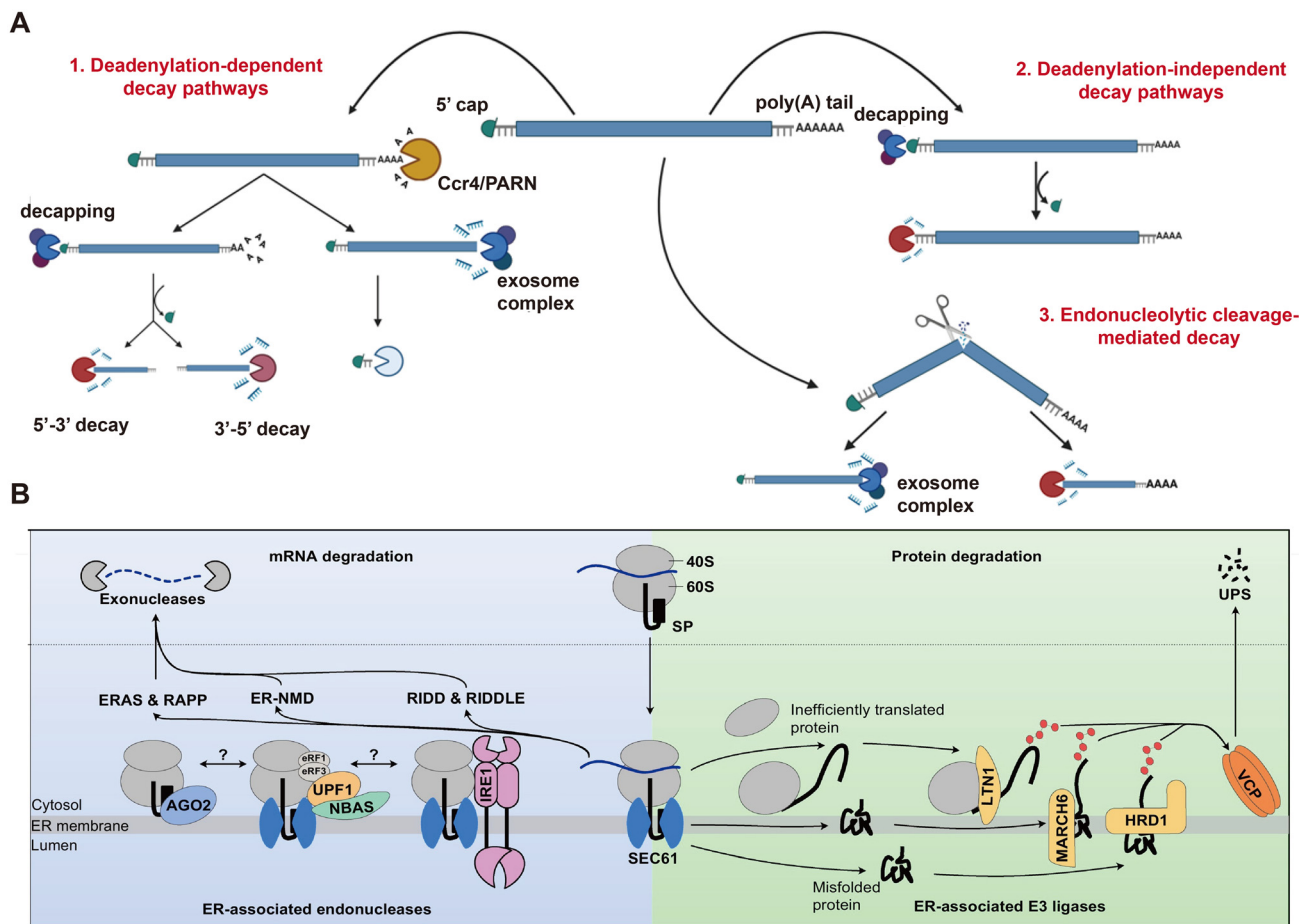 A
1. Deadenylation-dependent
decay pathways
5’ cap
poly(A) tail
AAAAAA
2. Deadenylation-independent
decay pathways
decapping
AAAA
A A
AAAA
A A
Ccr4/PARN
decapping
AA
A A A A A
exosome
complex
AAAA
3. Endonucleolytic cleavage-
mediated decay
5’-3’ decay
3’-5’ decay
AAAA
exosome
complex
AAAA
B
mRNA degradation
Protein degradation
40S
60S
SP
Exonucleases
UPS
ERAS & RAPP
ER-NMD
RIDD & RIDDLE
Inefficiently translated
protein
?
?
eRF1
eRF3
UPF1
NBAS
AGO2
IRE1
LTN1
VCP
MARCH6
HRD1
Cytosol
ER membrane
Lumen
SEC61
Misfolded
protein
ER-associated endonucleases
ER-associated E3 ligases